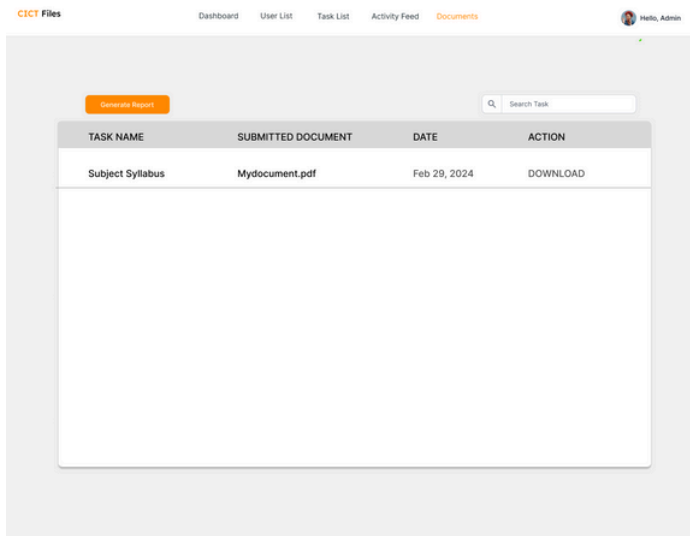 CICT Files
Dashboard User List Task List Activity Feed Documents
Hello, Admin
Generate Report
Search Task
TASK NAME SUBMITTED DOCUMENT DATE ACTION
Subject Syllabus Mydocument.pdf Feb 29, 2024 DOWNLOAD